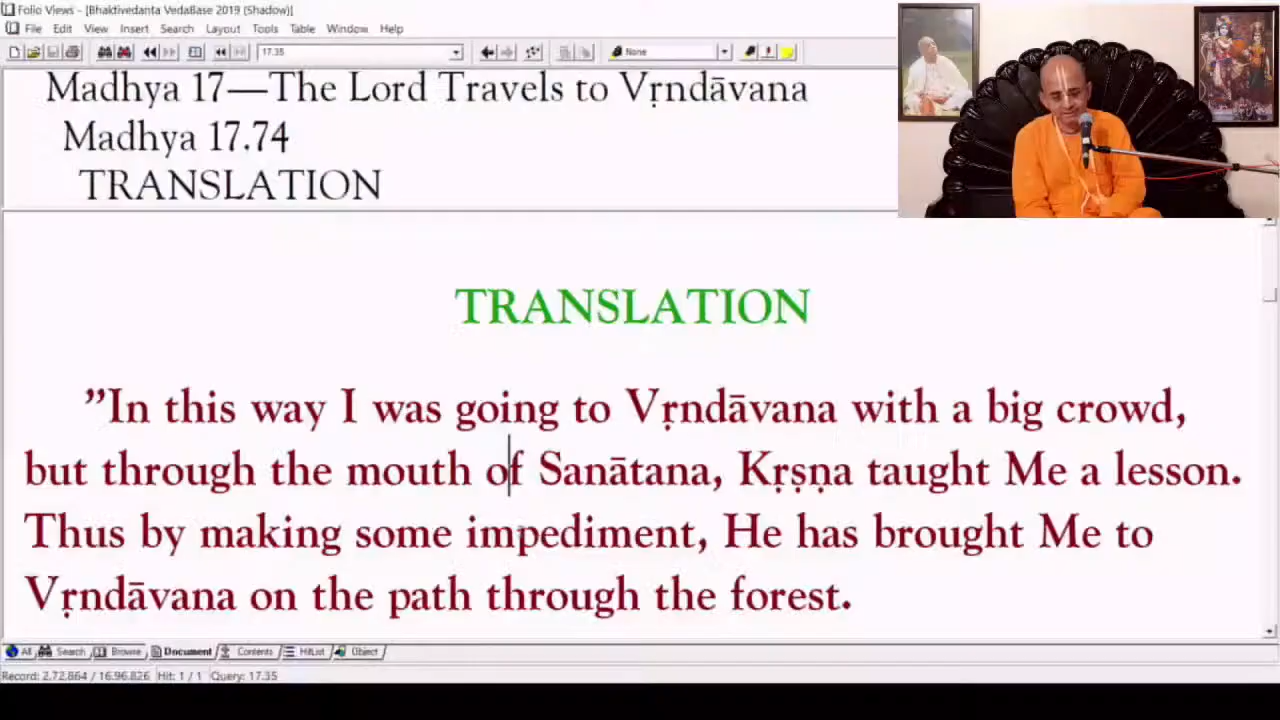 Folio Views - [Bhaktivedanta VedaBase 2019 (Shadow)]
File Edit View Insert Search Layout Tools Table Window Help
17.35 None
Madhya 17—The Lord Travels to Vṛndāvana
Madhya 17.74
TRANSLATION
TRANSLATION
"In this way I was going to Vṛndāvana with a big crowd,
but through the mouth of Sanātana, Kṛṣṇa taught Me a lesson.
Thus by making some impediment, He has brought Me to
Vṛndāvana on the path through the forest.
All Search Browse Document Contents HitList Object
Record: 2,72,864 / 16,96,826 Hit: 1 / 1 Query: 17.35